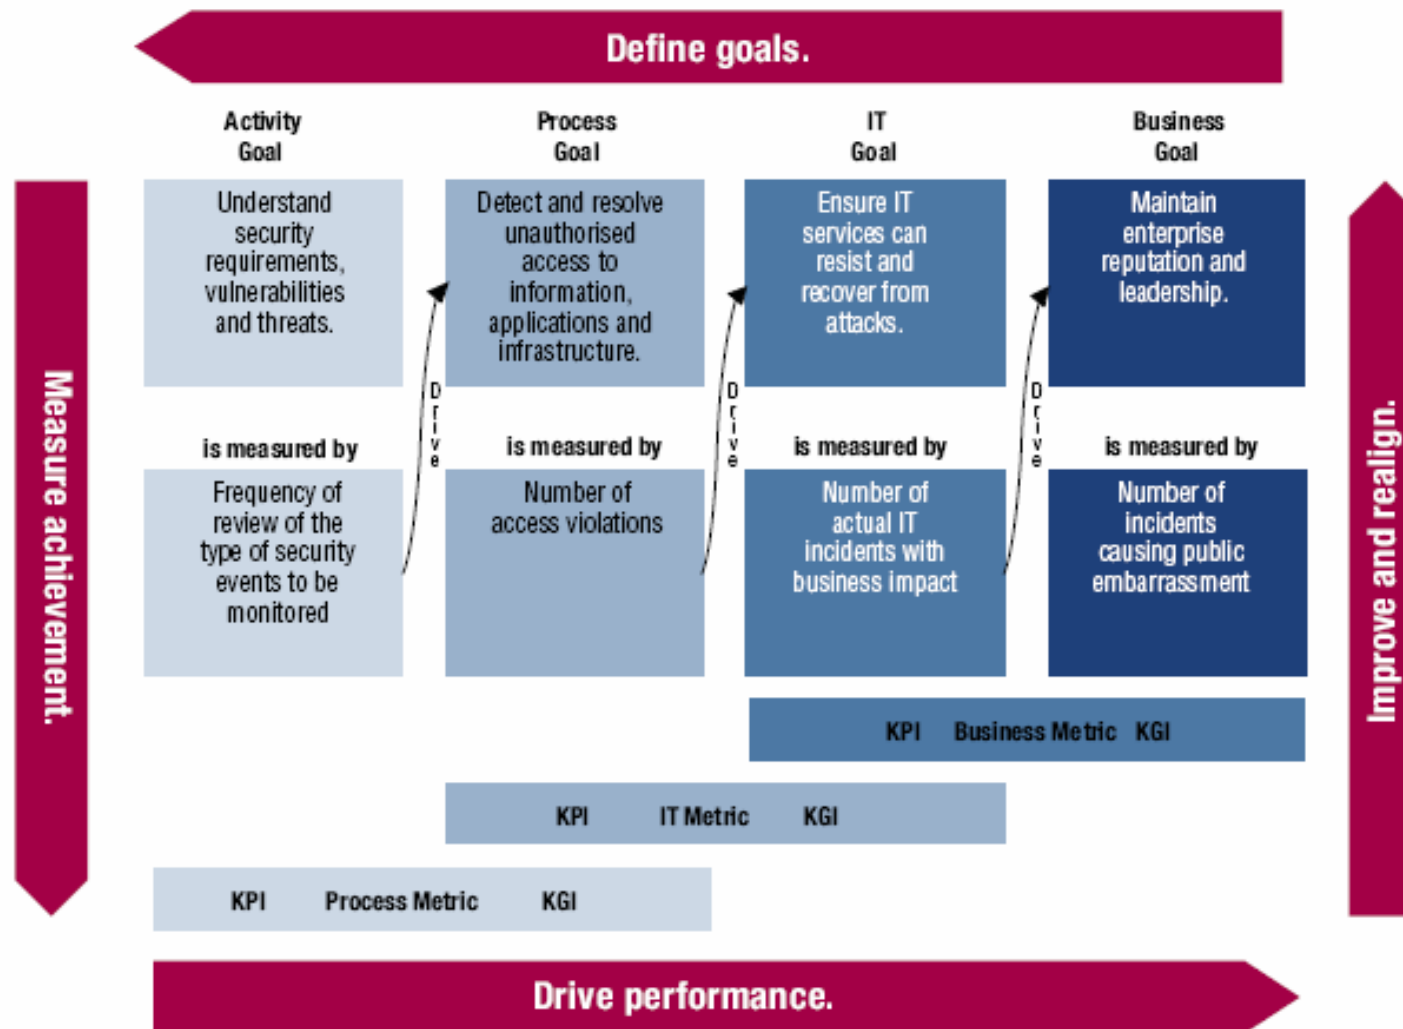 Define goals.
Activity
Goal
Process
Goal
IT
Goal
Business
Goal
Measure achievement.
Understand
security
requirements,
vulnerabilities
and threats.
Detect and resolve
unauthorised
access to
information,
applications and
infrastructure.
Ensure IT
services can
resist and
recover from
attacks.
Maintain
enterprise
reputation and
leadership.
Improve and realign.
Drive
Drive
Drive
is measured by
is measured by
is measured by
is measured by
Frequency of
review of the
type of security
events to be
monitored
Number of
access violations
Number of
actual IT
incidents with
business impact
Number of
incidents
causing public
embarrassment
KPI Business Metric KGI
KPI IT Metric KGI
KPI Process Metric KGI
Drive performance.